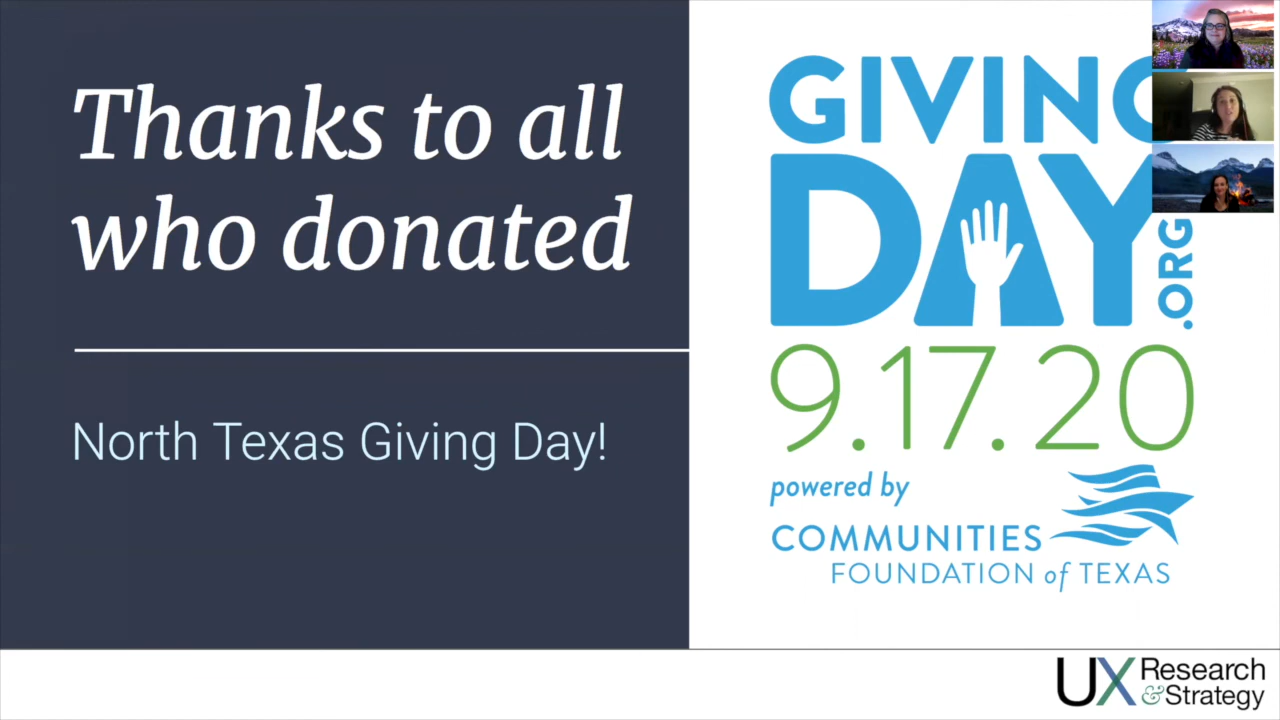 Thanks to all
who donated
North Texas Giving Day!
GIVING
DAY
.ORG
9.17.20
powered by
COMMUNITIES
FOUNDATION of TEXAS
UX Research
& Strategy